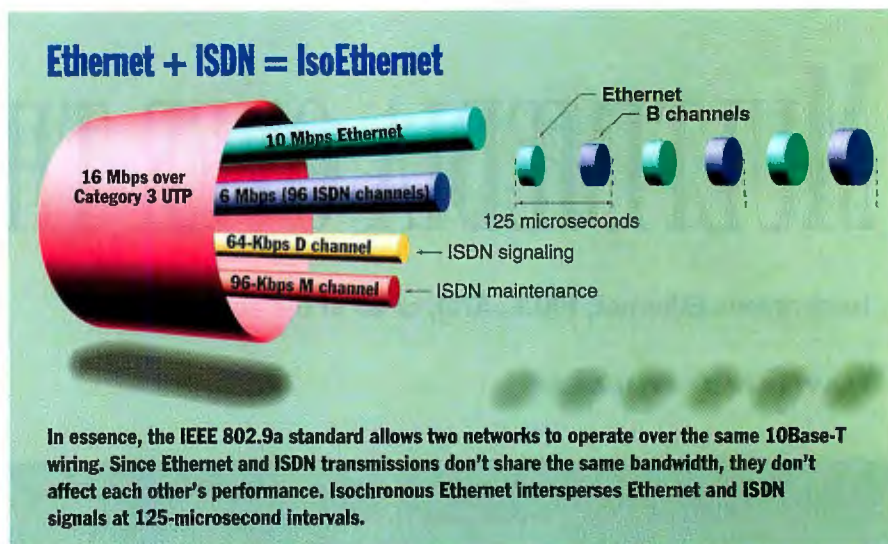 Ethernet + ISDN = IsoEthernet
16 Mbps over
Category 3 UTP
10 Mbps Ethernet
6 Mbps (96 ISDN channels)
64-Kbps D channel
96-Kbps M channel
ISDN signaling
ISDN maintenance
Ethernet
B channels
125 microseconds
In essence, the IEEE 802.9a standard allows two networks to operate over the same 10Base-T
wiring. Since Ethernet and ISDN transmissions don't share the same bandwidth, they don't
affect each other's performance. Isochronous Ethernet intersperses Ethernet and ISDN
signals at 125-microsecond intervals.